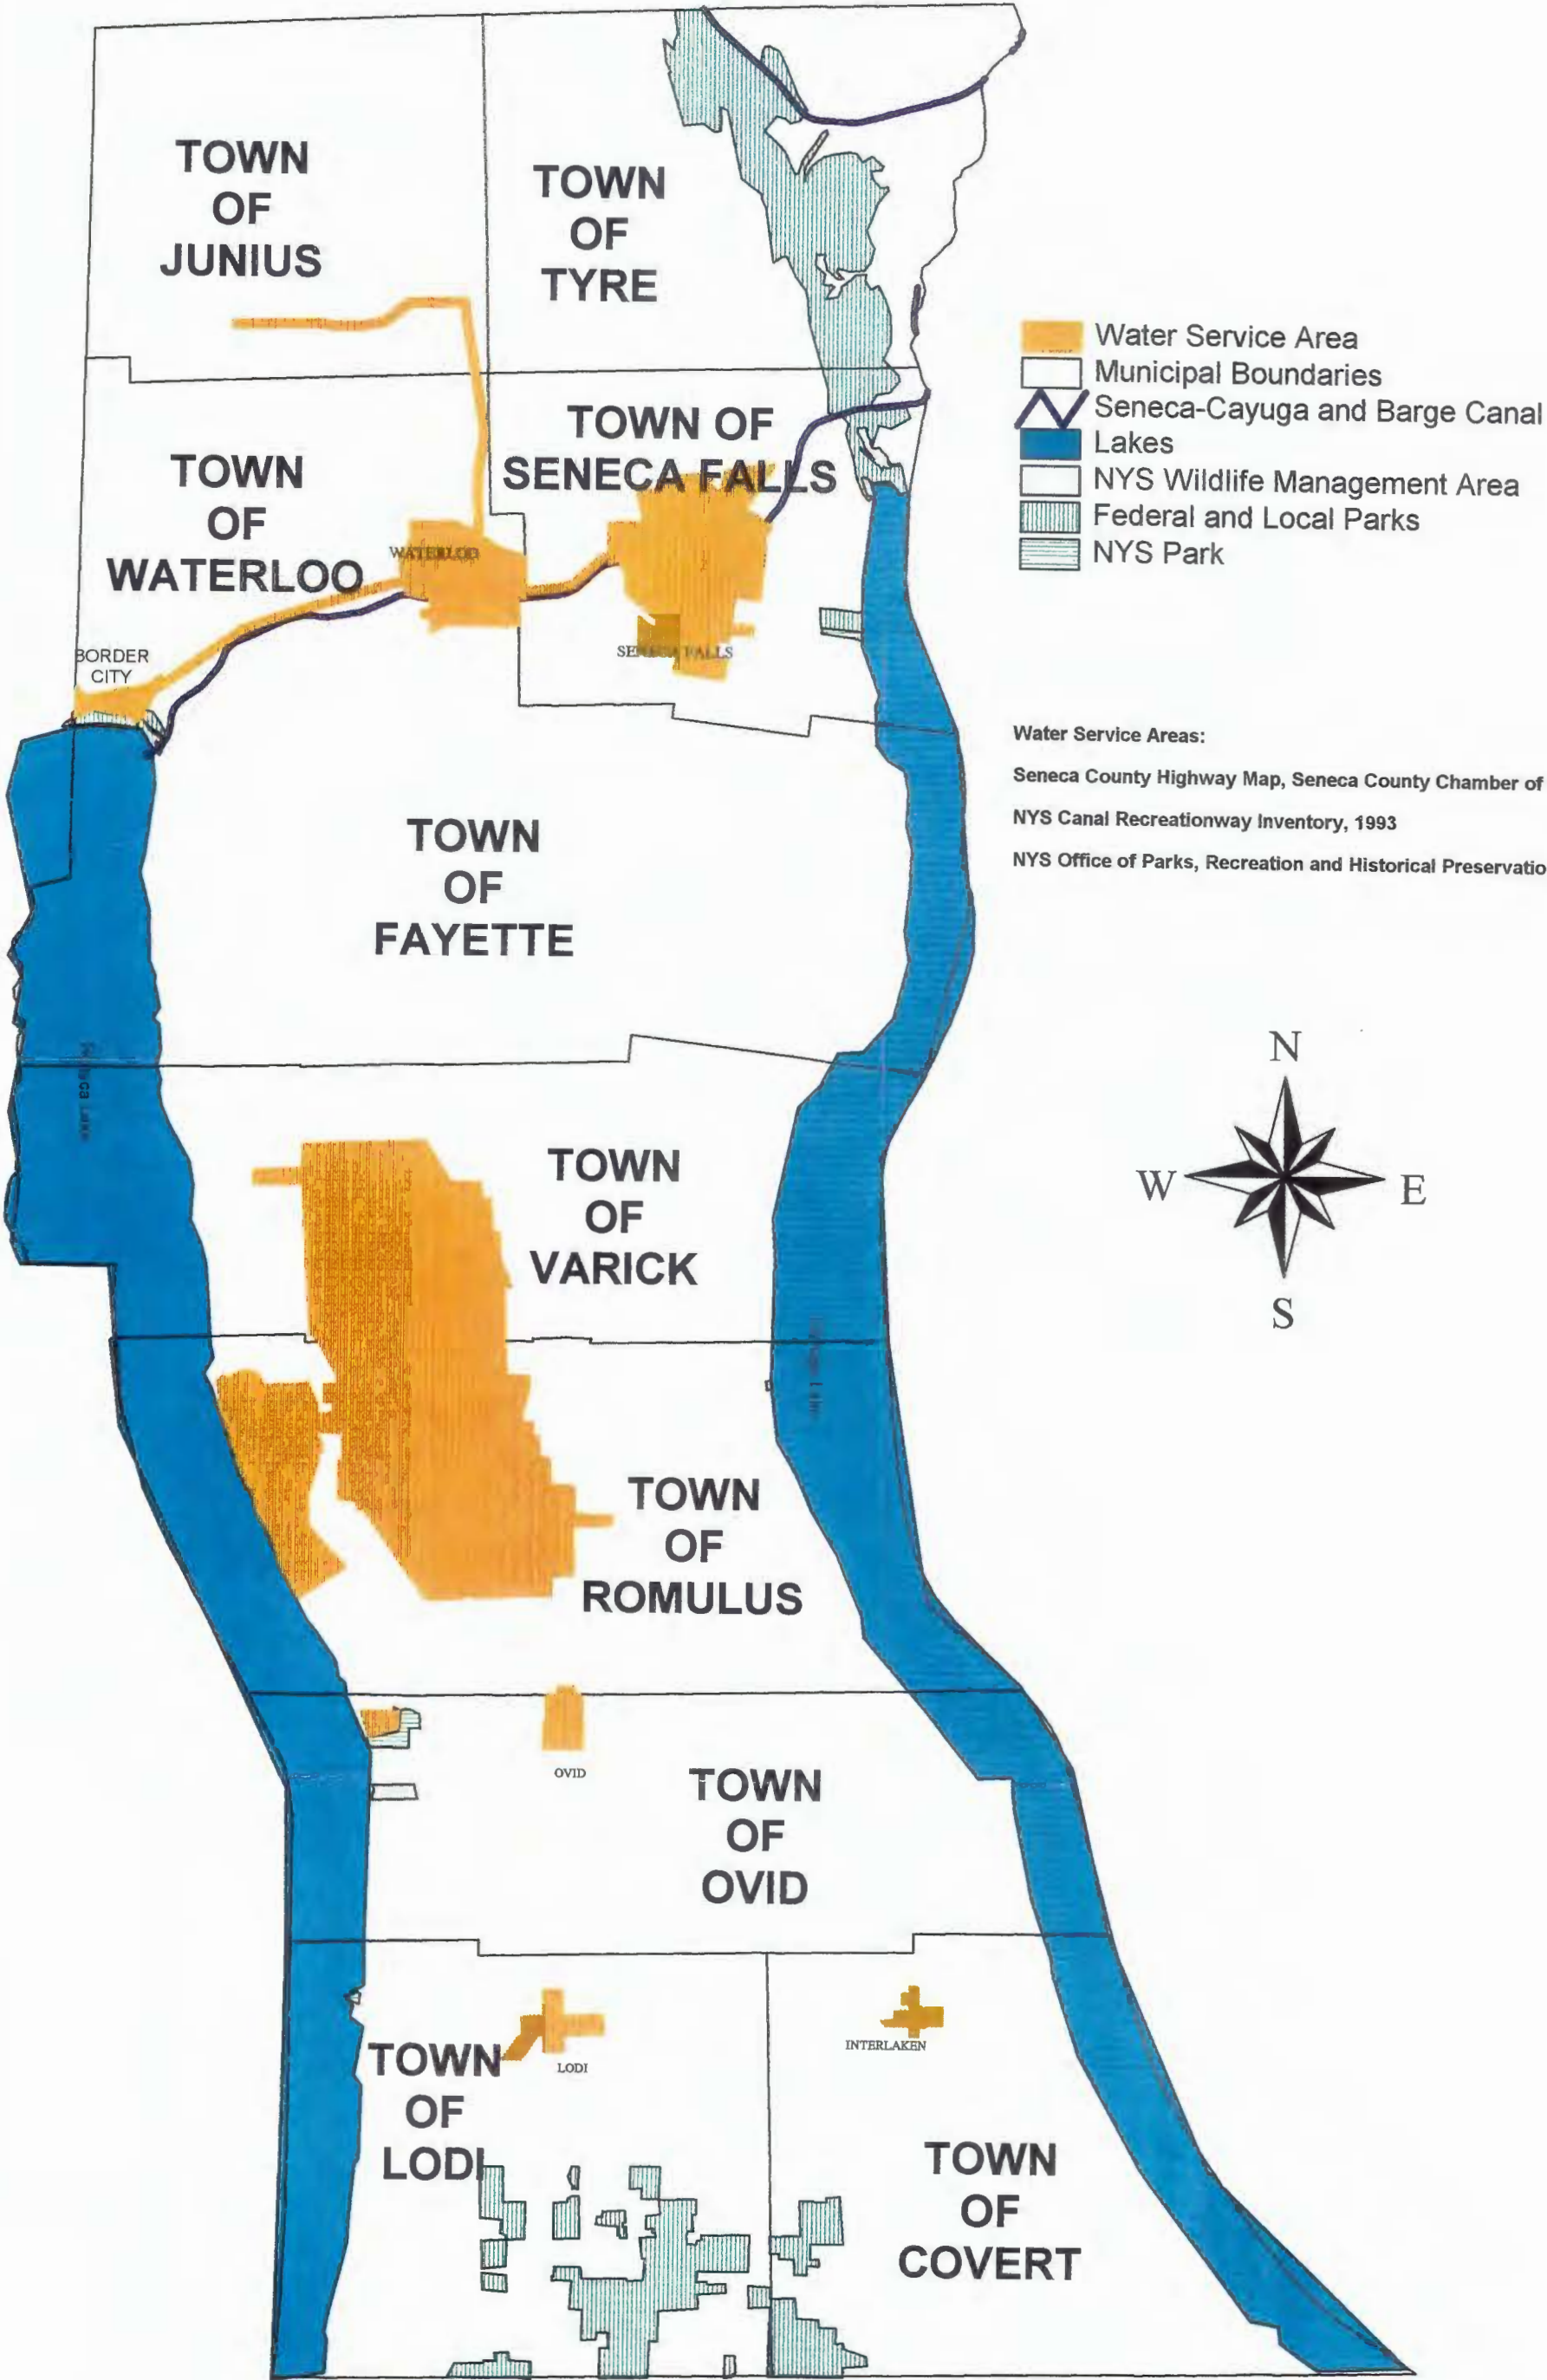 TOWN
OF
JUNIUS
TOWN
OF
TYRE
Water Service Area
Municipal Boundaries
Seneca-Cayuga and Barge Canal
Lakes
NYS Wildlife Management Area
Federal and Local Parks
NYS Park
TOWN OF
SENECA FALLS
TOWN
OF
WATERLOO
WATERLOO
BORDER
CITY
SENECA FALLS
Water Service Areas:
Seneca County Highway Map, Seneca County Chamber of
NYS Canal Recreationway Inventory, 1993
NYS Office of Parks, Recreation and Historical Preservatio
TOWN
OF
FAYETTE
N
W
E
S
Seneca Lake
TOWN
OF
VARICK
TOWN
OF
ROMULUS
OVID
TOWN
OF
OVID
LODI
INTERLAKEN
TOWN
OF
LODI
TOWN
OF
COVERT